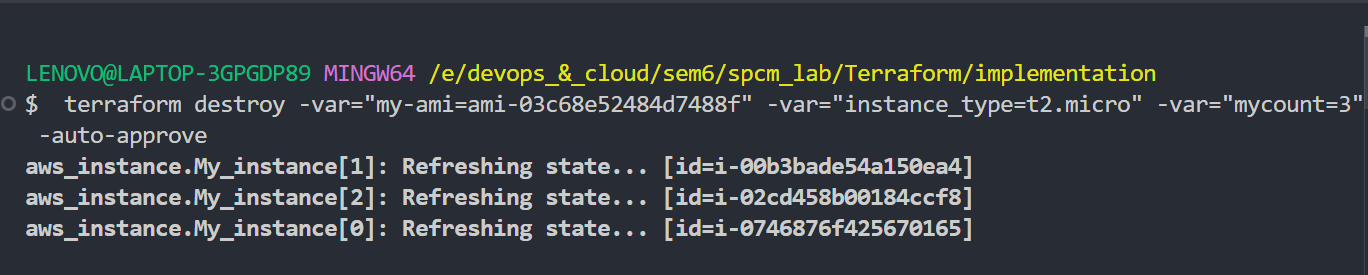 LENOVO@LAPTOP-3GPGDP89 MINGW64 /e/devops_&_cloud/sem6/spcm_lab/Terraform/implementation
$  terraform destroy -var="my-ami=ami-03c68e52484d7488f" -var="instance_type=t2.micro" -var="mycount=3"
-auto-approve
aws_instance.My_instance[1]: Refreshing state... [id=i-00b3bade54a150ea4]
aws_instance.My_instance[2]: Refreshing state... [id=i-02cd458b00184ccf8]
aws_instance.My_instance[0]: Refreshing state... [id=i-0746876f425670165]